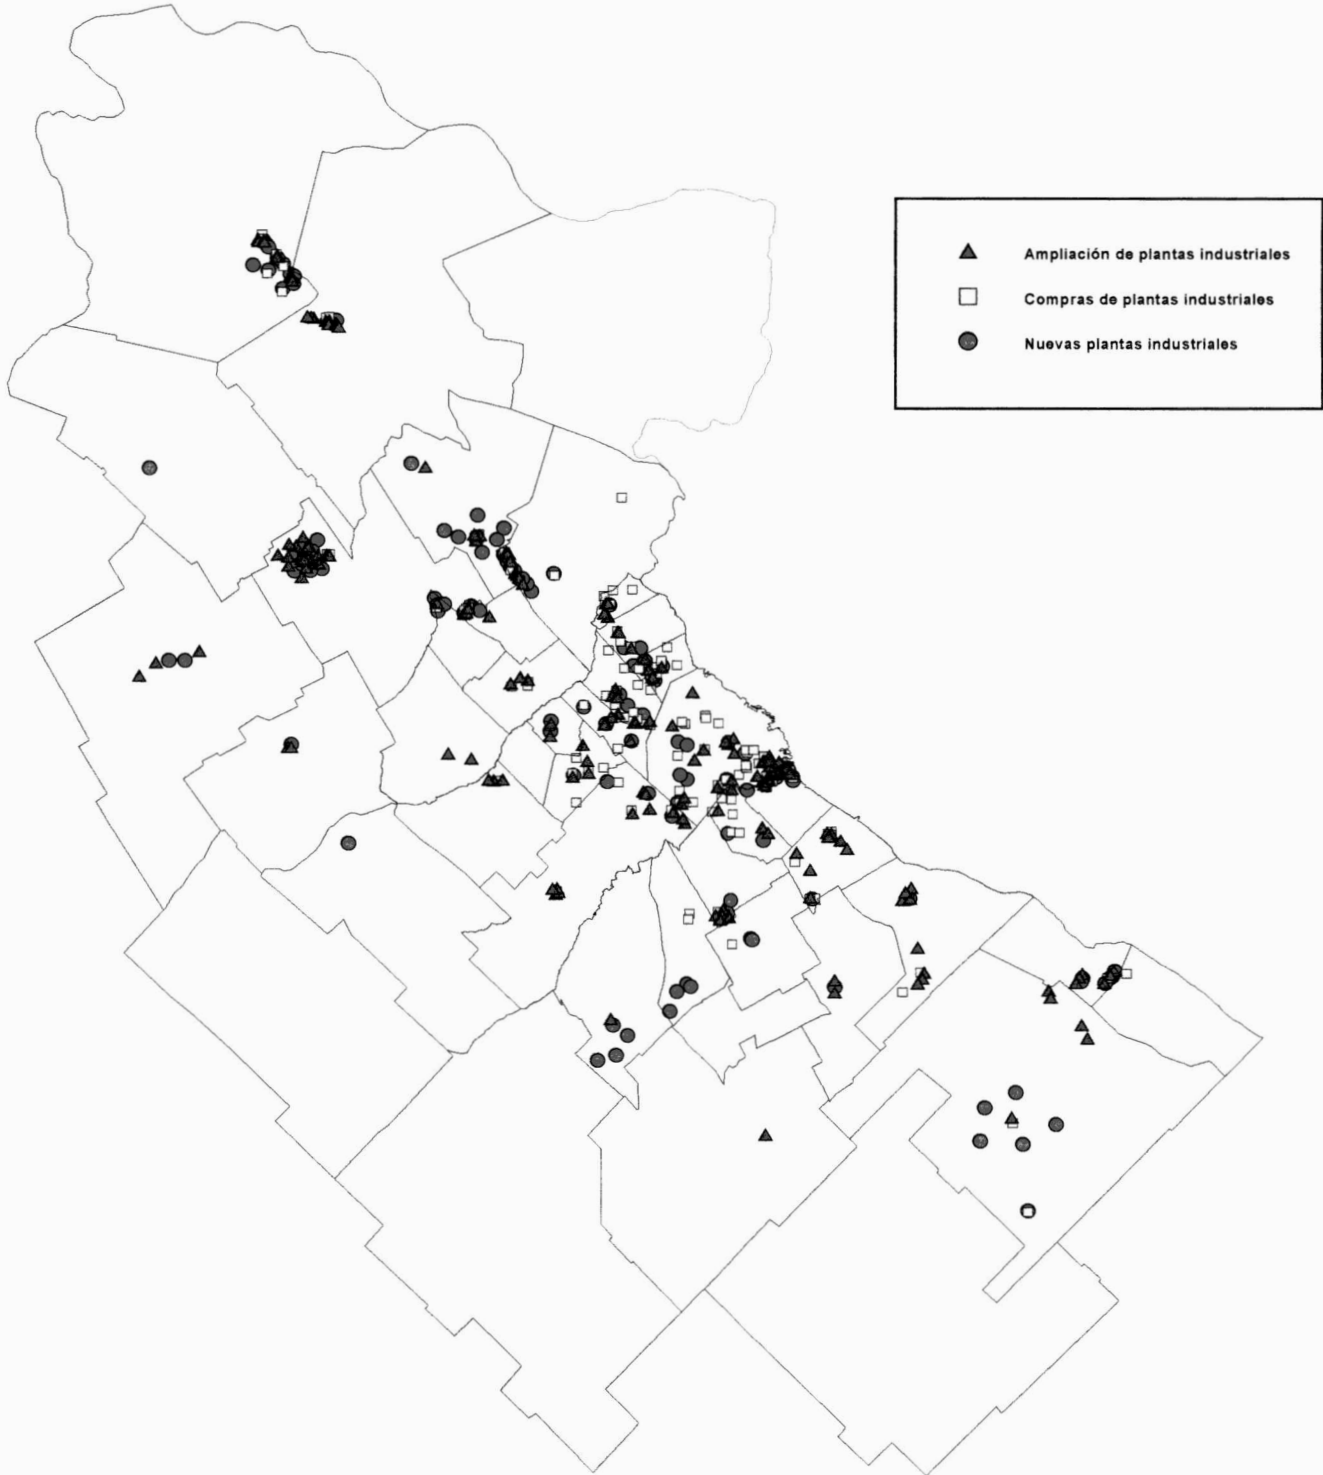 Ampliación de plantas industriales
Compras de plantas industriales
Nuevas plantas industriales